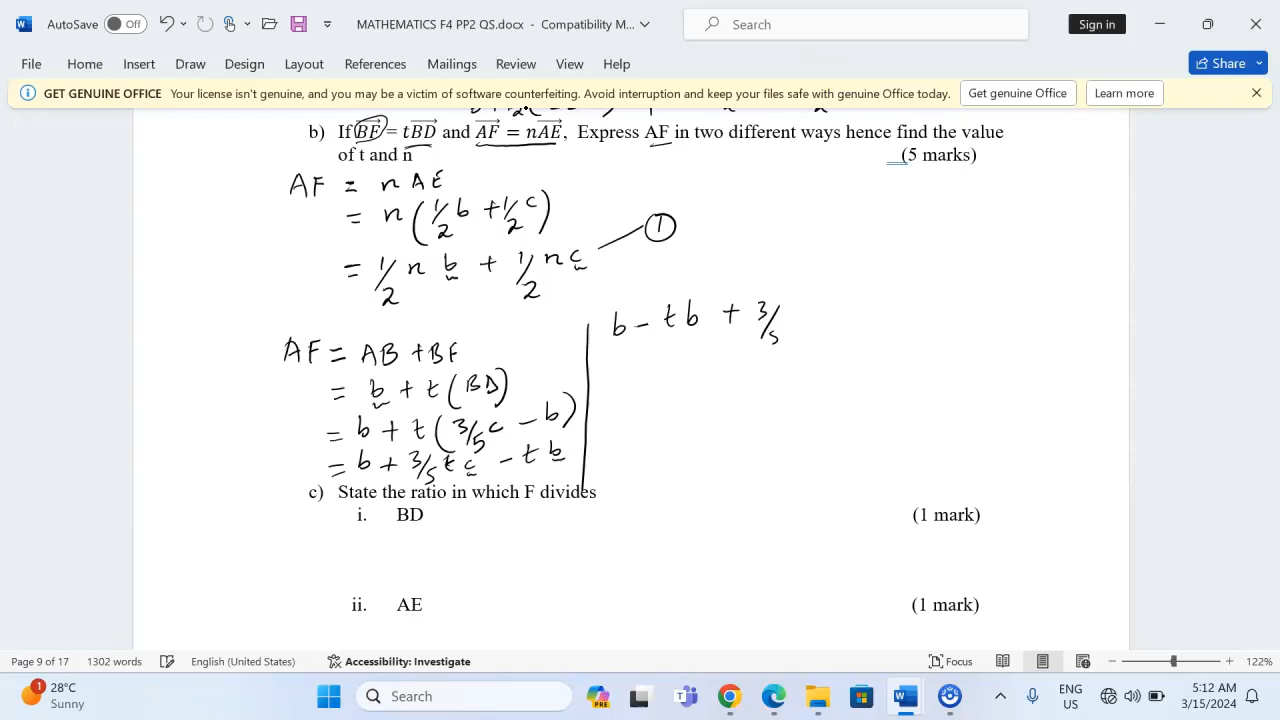 AutoSave Off MATHEMATICS F4 PP2 QS.docx - Compatibility M... Search Sign in
File Home Insert Draw Design Layout References Mailings Review View Help Share
GET GENUINE OFFICE Your license isn't genuine, and you may be a victim of software counterfeiting. Avoid interruption and keep your files safe with genuine Office today. Get genuine Office Learn more
b) If BF = tBD and AF = nAE, Express AF in two different ways hence find the value
of t and n (5 marks)
AF = n AE
= n(1/2 b + 1/2 c)
= 1/2 n b + 1/2 n c 1
b - tb + 3/5
AF = AB + BF
= b + t(BD)
= b + t(3/5 c - b)
= b + 3/5 t c - t b
c) State the ratio in which F divides
i. BD (1 mark)
ii. AE (1 mark)
Page 9 of 17 1302 words English (United States) Accessibility: Investigate Focus 122%
28°C
Sunny
1
Search
PRE
ENG
US
5:12 AM
3/15/2024